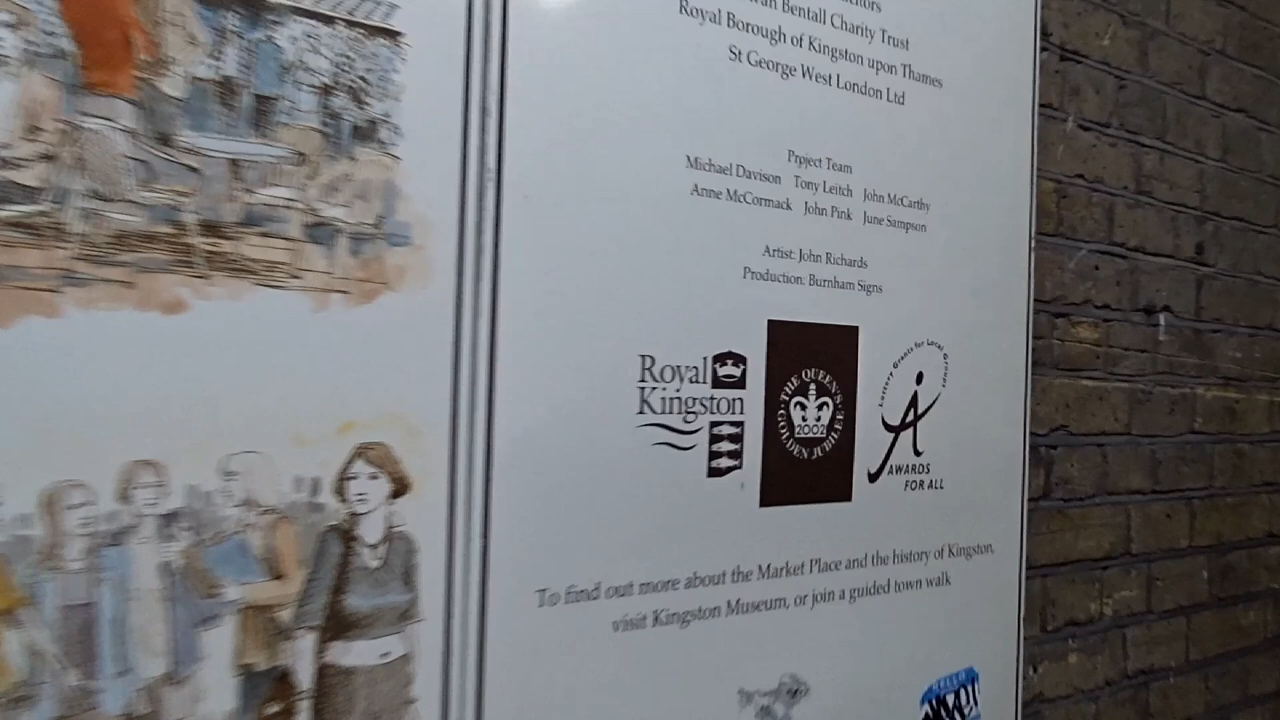 Bentall Charity Trust
Royal Borough of Kingston upon Thames
St George West London Ltd
Project Team
Michael Davison Tony Leitch John McCarthy
Anne McCormack John Pink June Sampson
Artist: John Richards
Production: Burnham Signs
Royal
Kingston
THE QUEEN'S GOLDEN JUBILEE
2002
Lottery Grants for Local Groups
A
AWARDS
FOR ALL
To find out more about the Market Place and the history of Kingston,
visit Kingston Museum, or join a guided town walk
HELLO